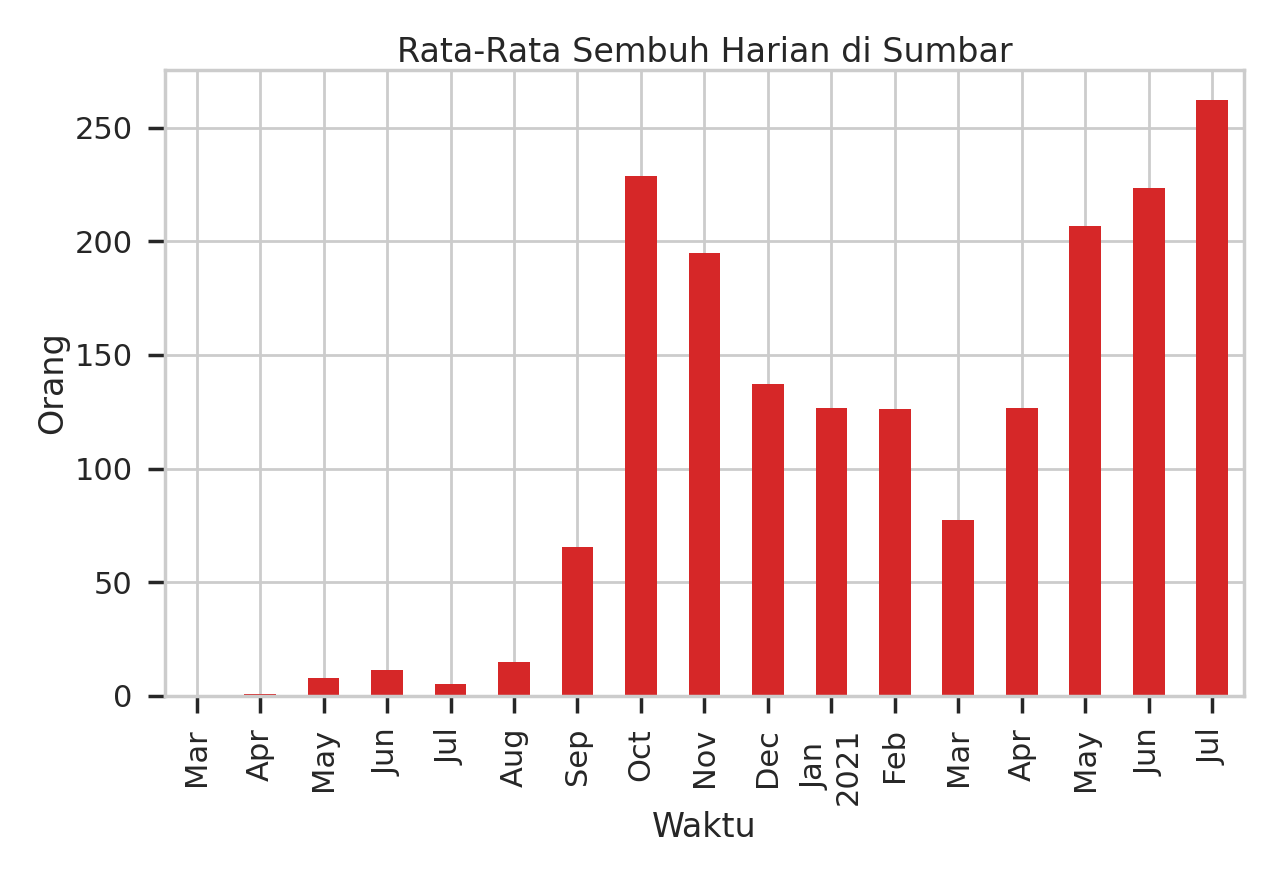 Rata-Rata Sembuh Harian di Sumbar
Orang
250
200
150
100
50
0
Mar
Apr
May
Jun
Jul
Aug
Sep
Oct
Nov
Dec
Jan
2021
Feb
Mar
Apr
May
Jun
Jul
Waktu